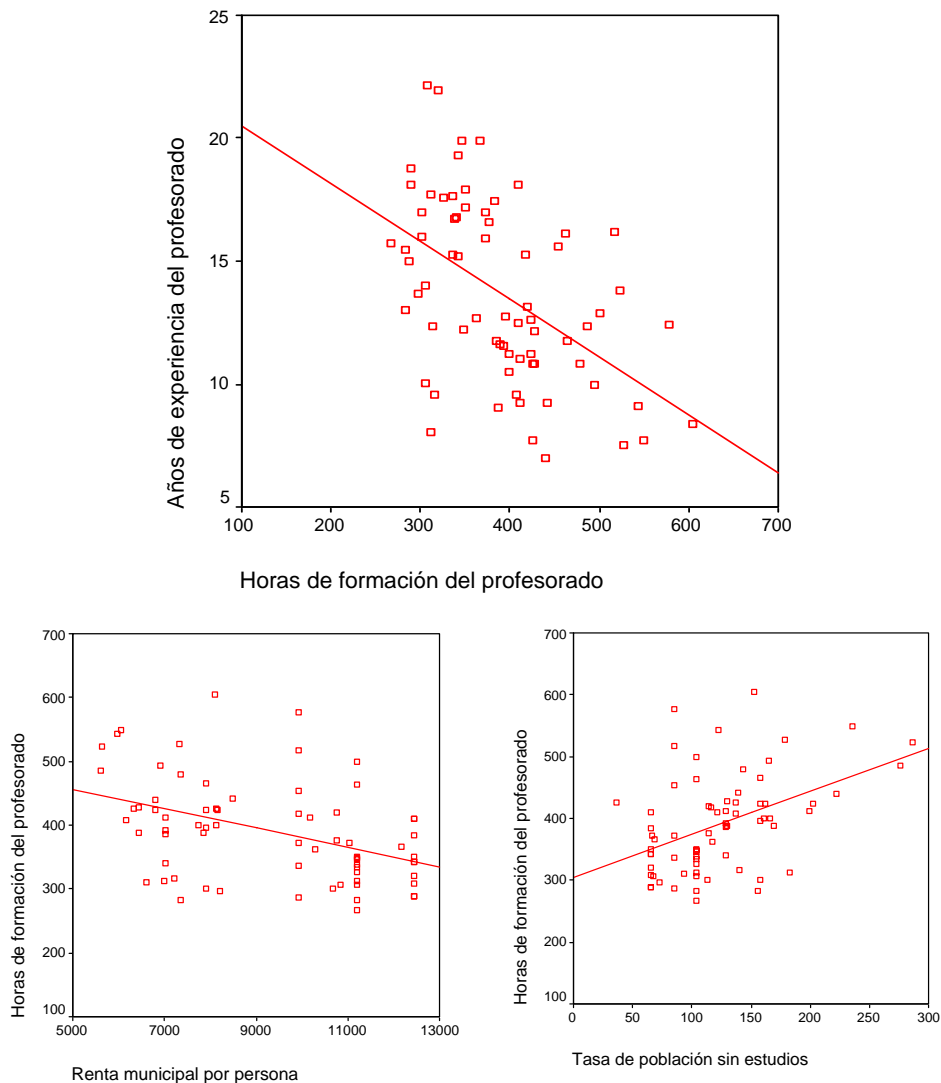 25
20
15
10
5
Años de experiencia del profesorado
100 200 300 400 500 600 700
Horas de formación del profesorado
700
600
500
400
300
200
100
Horas de formación del profesorado
5000 7000 9000 11000 13000
Renta municipal por persona
700
600
500
400
300
200
100
Horas de formación del profesorado
0 50 100 150 200 250 300
Tasa de población sin estudios